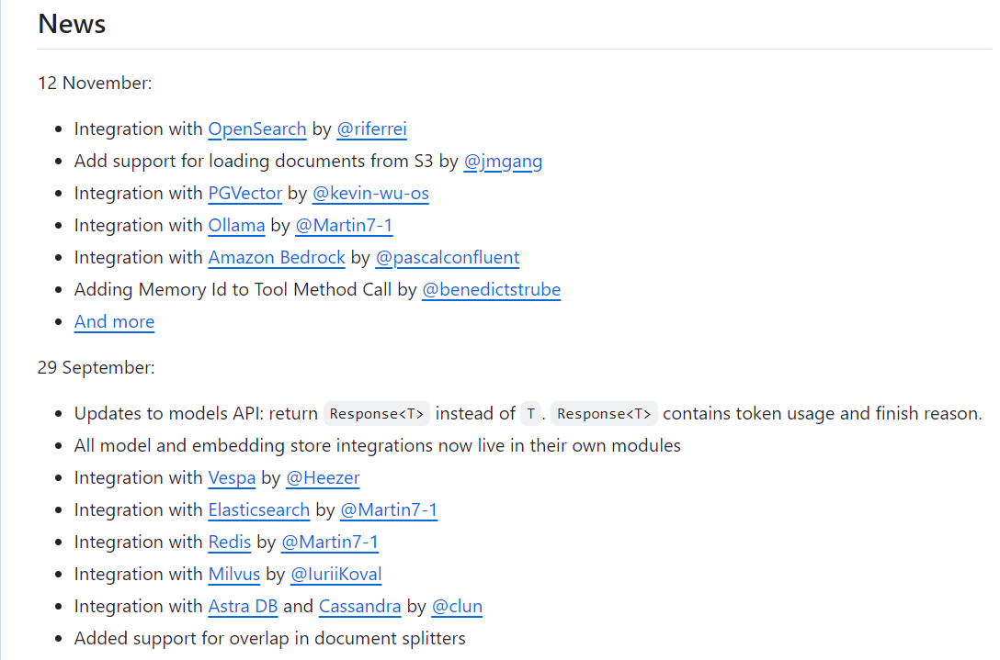 News
12 November:
Integration with OpenSearch by @riferrei
Add support for loading documents from S3 by @jmgang
Integration with PGVector by @kevin-wu-os
Integration with Ollama by @Martin7-1
Integration with Amazon Bedrock by @pascalconfluent
Adding Memory Id to Tool Method Call by @benedictstrube
And more
29 September:
Updates to models API: return Response<T> instead of T. Response<T> contains token usage and finish reason.
All model and embedding store integrations now live in their own modules
Integration with Vespa by @Heezer
Integration with Elasticsearch by @Martin7-1
Integration with Redis by @Martin7-1
Integration with Milvus by @IuriiKoval
Integration with Astra DB and Cassandra by @clun
Added support for overlap in document splitters